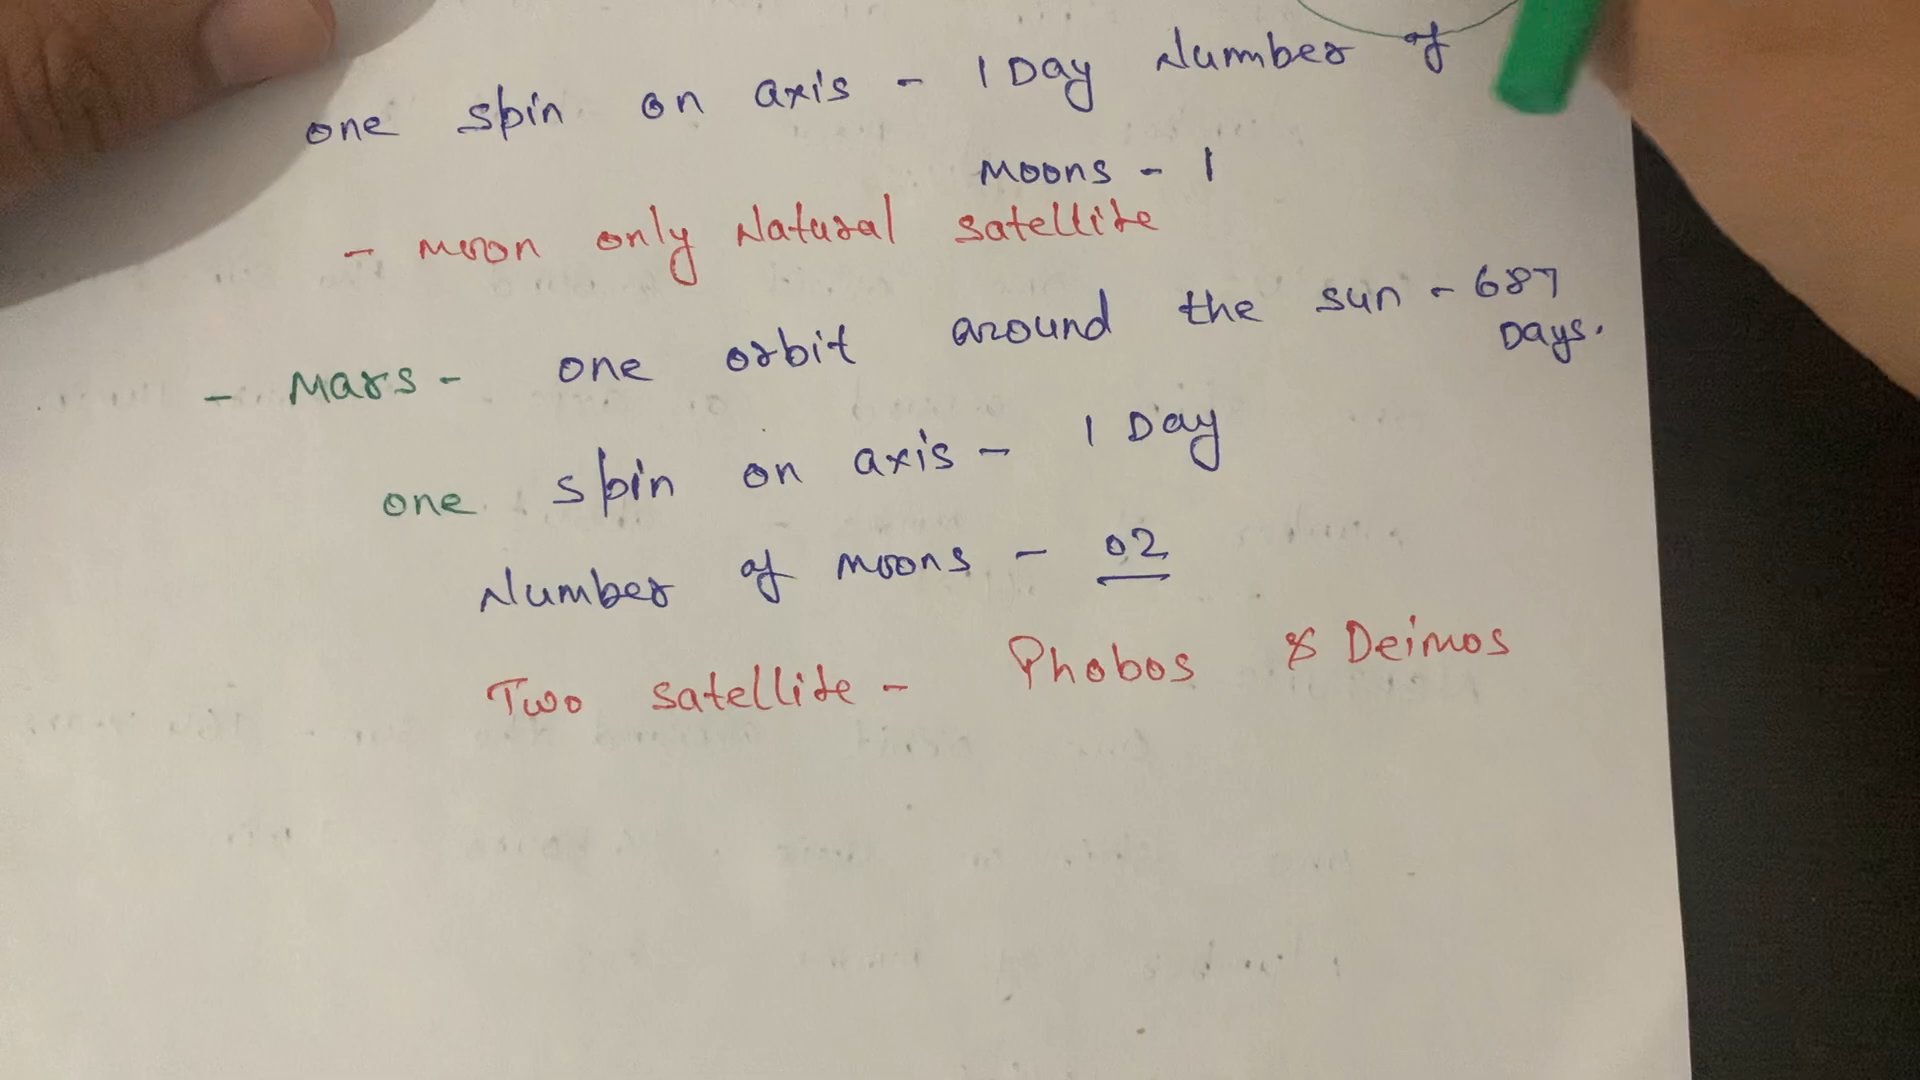 one spin on axis - 1 Day Number of
Moons - 1
- Moon only Natural satellite
- Mars - one orbit around the sun - 687
Days.
one spin on axis - 1 Day
Number of moons - 02
Two satellite - Phobos & Deimos